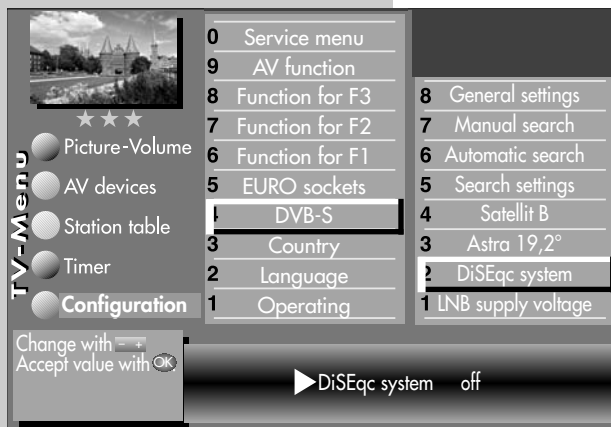 TV-Menu
Picture-Volume
AV devices
Station table
Timer
Configuration
0 Service menu
9 AV function
8 Function for F3
7 Function for F2
6 Function for F1
5 EURO sockets
4 DVB-S
3 Country
2 Language
1 Operating
8 General settings
7 Manual search
6 Automatic search
5 Search settings
4 Satellit B
3 Astra 19,2°
2 DiSEqc system
1 LNB supply voltage
Change with - +
Accept value with OK
DiSEqc system off